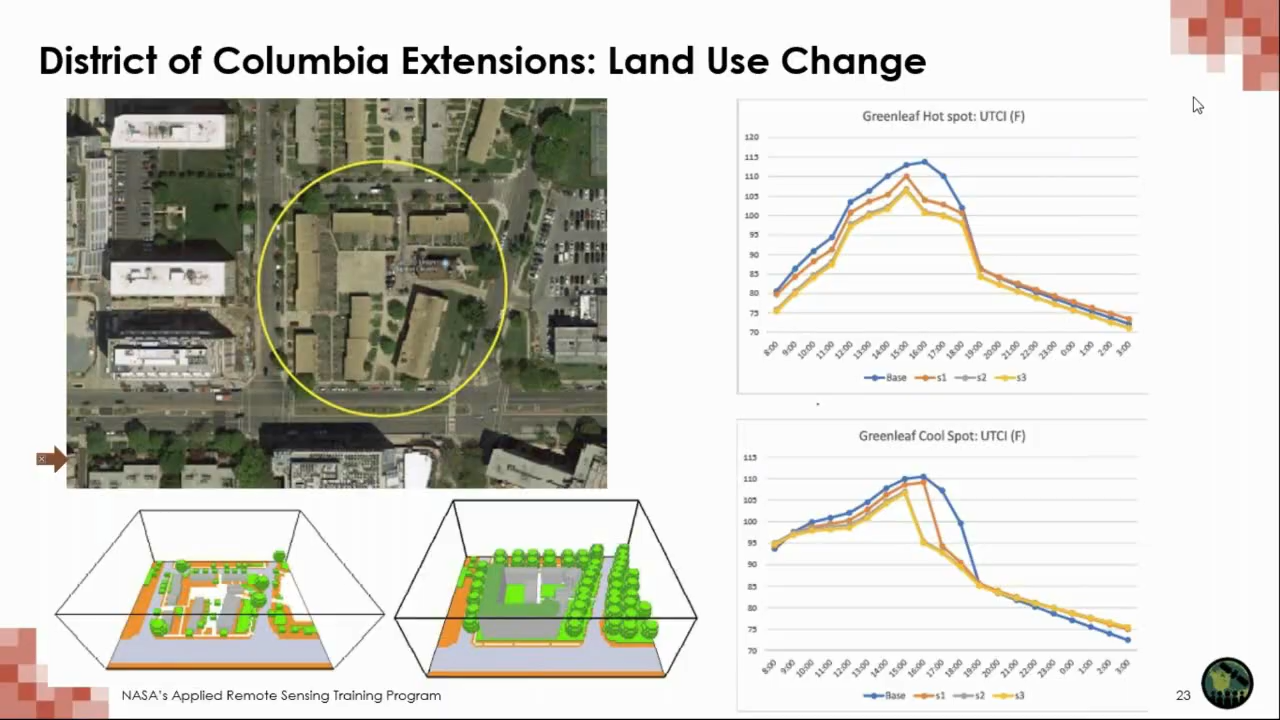 District of Columbia Extensions: Land Use Change
Greenleaf Hot spot: UTCI (F)
120
115
110
105
100
95
90
85
80
75
70
8:00 9:00 10:00 11:00 12:00 13:00 14:00 15:00 16:00 17:00 18:00 19:00 20:00 21:00 22:00 23:00 0:00 1:00 2:00 3:00
Base s1 s2 s3
Greenleaf Cool Spot: UTCI (F)
115
110
105
100
95
90
85
80
75
70
8:00 9:00 10:00 11:00 12:00 13:00 14:00 15:00 16:00 17:00 18:00 19:00 20:00 21:00 22:00 23:00 0:00 1:00 2:00 3:00
Base s1 s2 s3
NASA's Applied Remote Sensing Training Program
23